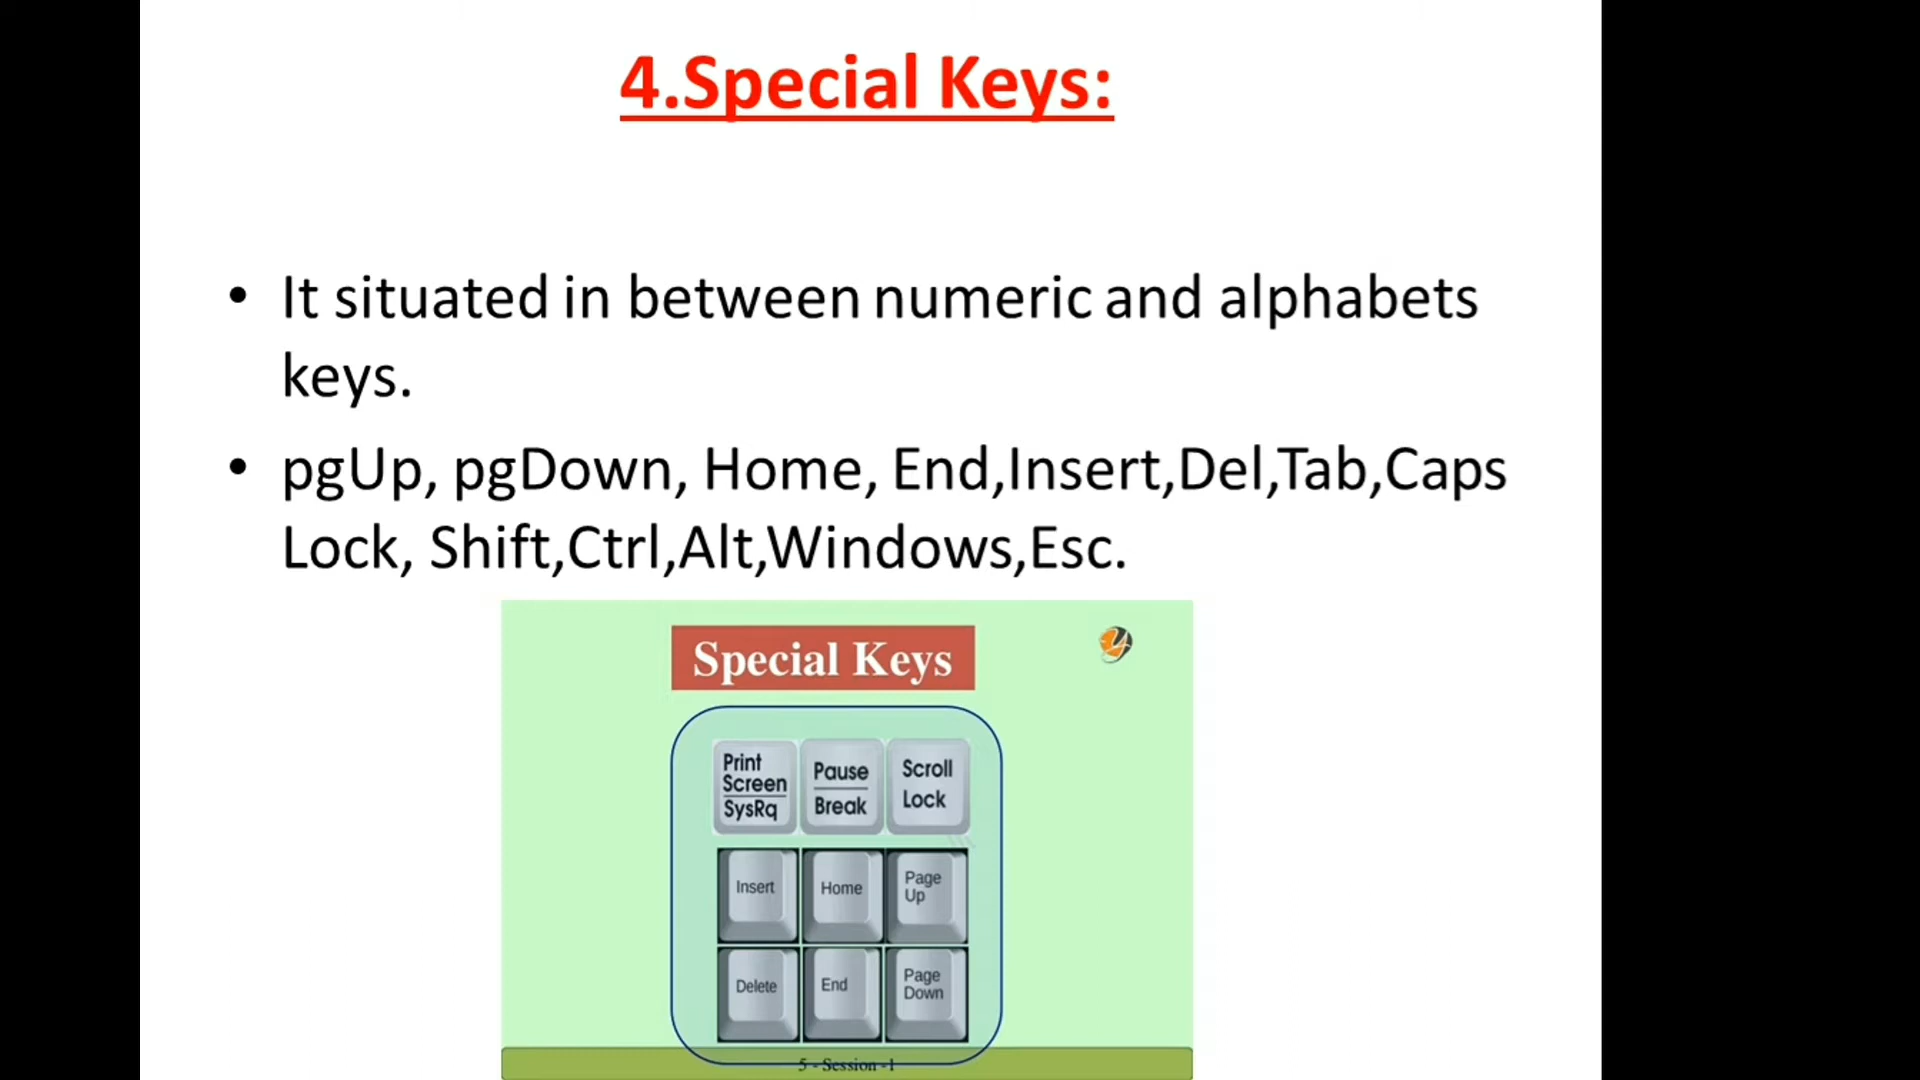 4.Special Keys:
• It situated in between numeric and alphabets
keys.
• pgUp, pgDown, Home, End,Insert,Del,Tab,Caps
Lock, Shift,Ctrl,Alt,Windows,Esc.
Special Keys
Print
Screen
SysRq
Pause
Break
Scroll
Lock
Insert
Home
Page
Up
Delete
End
Page
Down
5 - Session -1